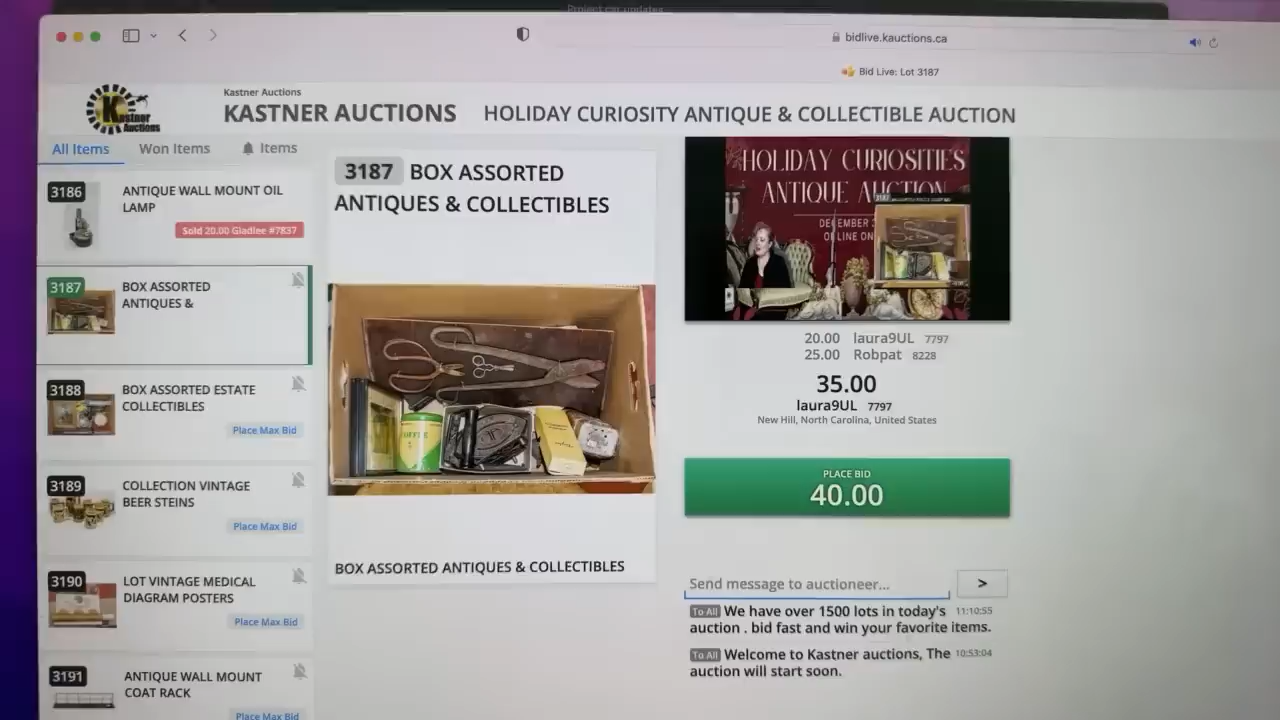 Project car updates
bidlive.kauctions.ca
Bid Live: Lot 3187
Kastner Auctions
KASTNER AUCTIONS
HOLIDAY CURIOSITY ANTIQUE & COLLECTIBLE AUCTION
Kastner
Auctions
All Items
Won Items
Items
3186
ANTIQUE WALL MOUNT OIL
LAMP
Sold 20.00 Gladlee #7837
3187
BOX ASSORTED
ANTIQUES &
3188
BOX ASSORTED ESTATE
COLLECTIBLES
Place Max Bid
3189
COLLECTION VINTAGE
BEER STEINS
Place Max Bid
3190
LOT VINTAGE MEDICAL
DIAGRAM POSTERS
Place Max Bid
3191
ANTIQUE WALL MOUNT
COAT RACK
Place Max Bid
3187 BOX ASSORTED
ANTIQUES & COLLECTIBLES
BOX ASSORTED ANTIQUES & COLLECTIBLES
HOLIDAY CURIOSITIES
ANTIQUE AUCTION
20.00 laura9UL 7797
25.00 Robpat 8228
35.00
laura9UL 7797
New Hill, North Carolina, United States
PLACE BID
40.00
Send message to auctioneer...
>
To All We have over 1500 lots in today's 11:10:55
auction . bid fast and win your favorite items.
To All Welcome to Kastner auctions, The 10:53:04
auction will start soon.